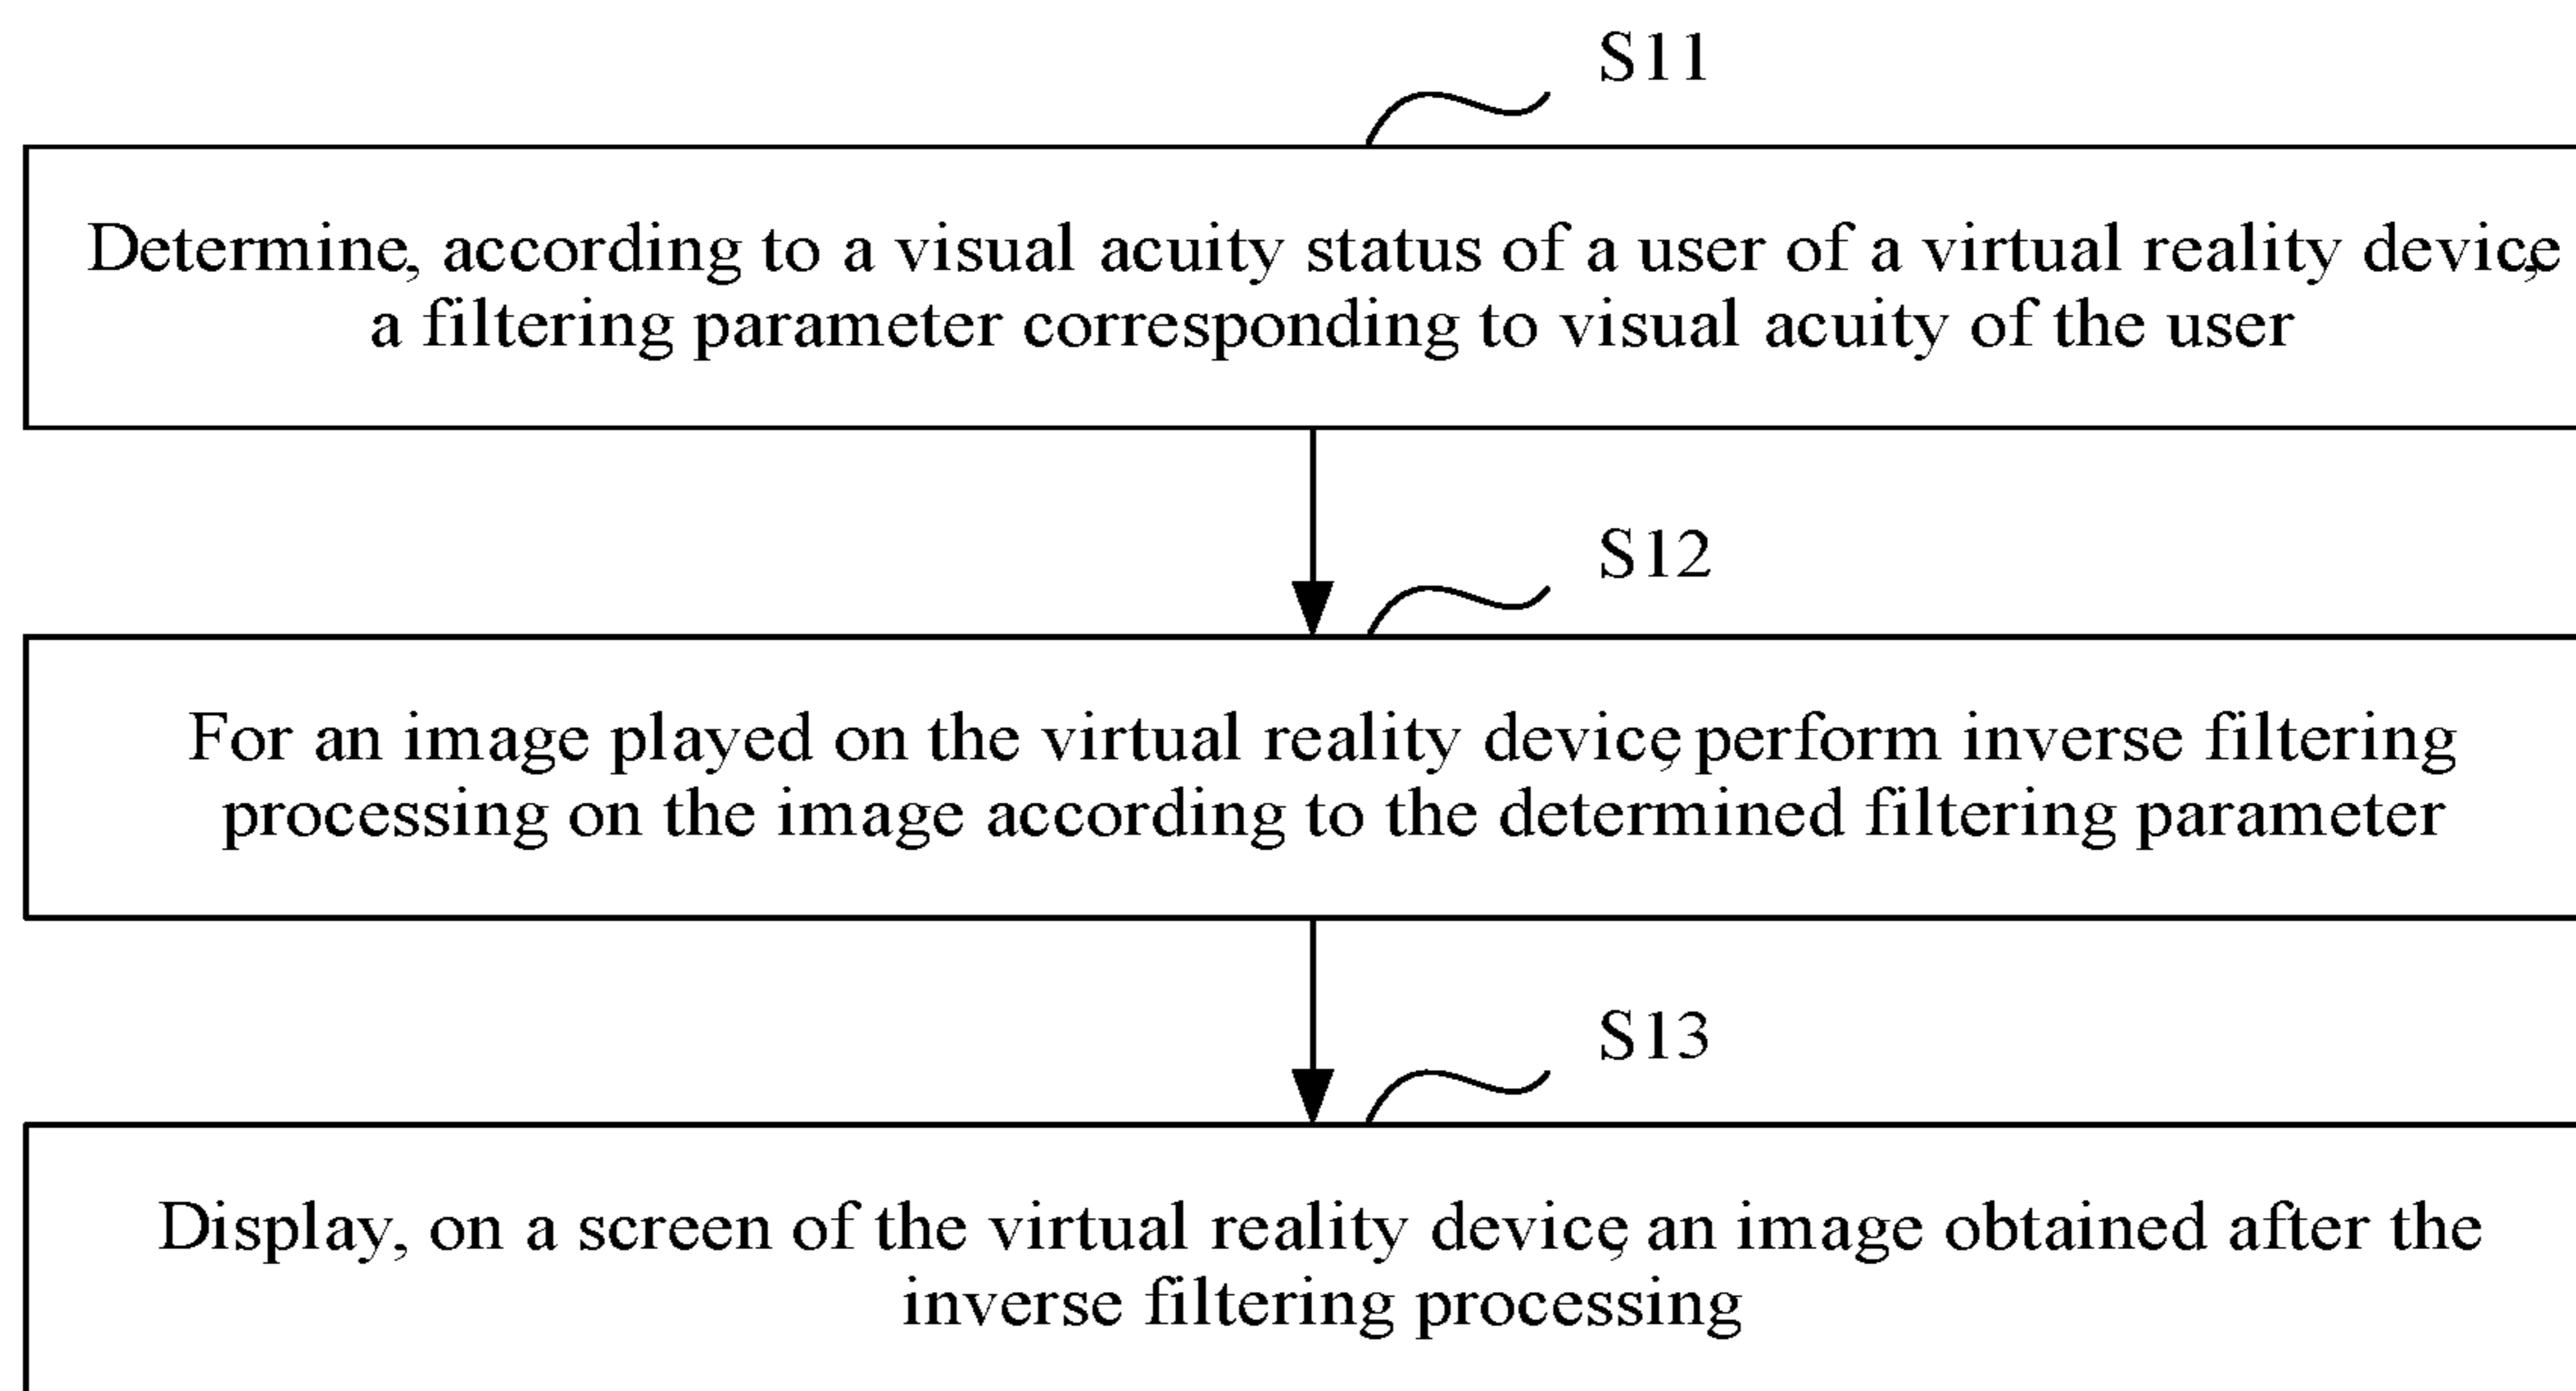 S11
Determine, according to a visual acuity status of a user of a virtual reality device,
a filtering parameter corresponding to visual acuity of the user
S12
For an image played on the virtual reality device, perform inverse filtering
processing on the image according to the determined filtering parameter
S13
Display, on a screen of the virtual reality device, an image obtained after the
inverse filtering processing